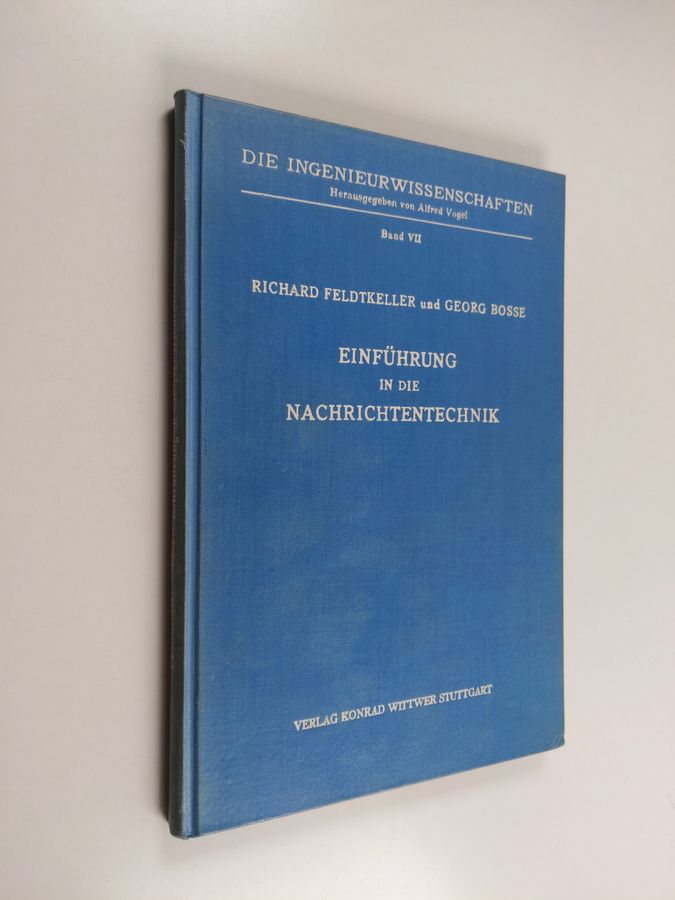 DIE INGENIEURWISSENSCHAFTEN
Herausgegeben von Alfred Vogel
Band VII
RICHARD FELDTKELLER und GEORG BOSSE
EINFÜHRUNG
IN DIE
NACHRICHTENTECHNIK
VERLAG KONRAD WITTWER STUTTGART